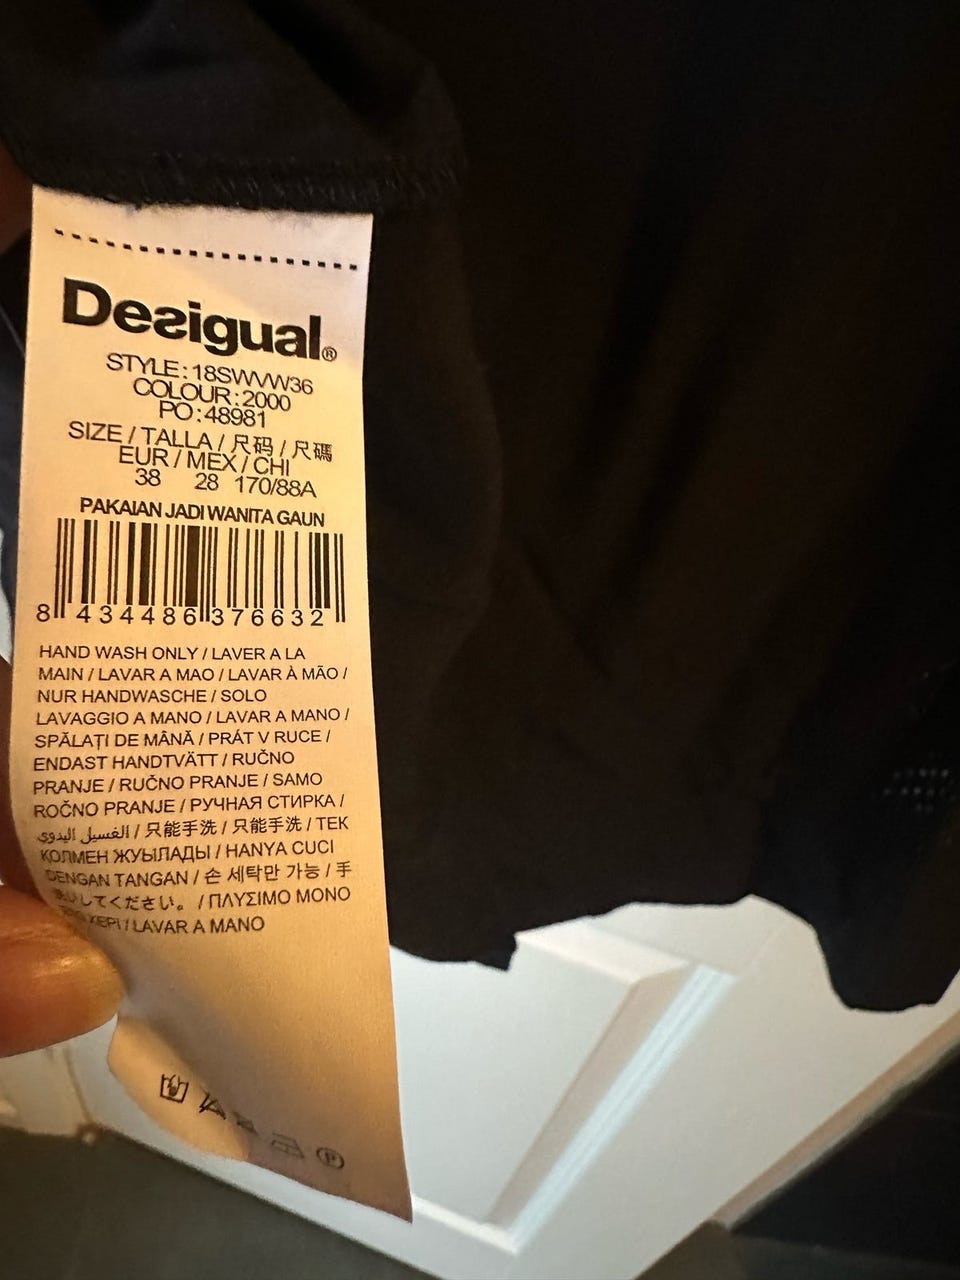 Desigual®
STYLE:18SWVW36
COLOUR:2000
PO:48981
SIZE / TALLA / 尺码 / 尺碼
EUR / MEX / CHI
38 28 170/88A
PAKAIAN JADI WANITA GAUN
8 434486 376632
HAND WASH ONLY / LAVER A LA
MAIN / LAVAR A MAO / LAVAR À MÃO /
NUR HANDWASCHE / SOLO
LAVAGGIO A MANO / LAVAR A MANO /
SPĂLAȚI DE MÂNĂ / PRÁT V RUCE /
ENDAST HANDTVÄTT / RUČNO
PRANJE / RUČNO PRANJE / SAMO
ROČNO PRANJE / РУЧНАЯ СТИРКА /
الغسيل اليدوي / 只能手洗 / 只能手洗 / ТЕК
ҚОЛМЕН ЖУЫЛАДЫ / HANYA CUCI
DENGAN TANGAN / 손 세탁만 가능 / 手
洗いしてください。 / ΠΛΥΣΙΜΟ ΜΟΝΟ
ΧΕΡΙ / LAVAR A MANO
P